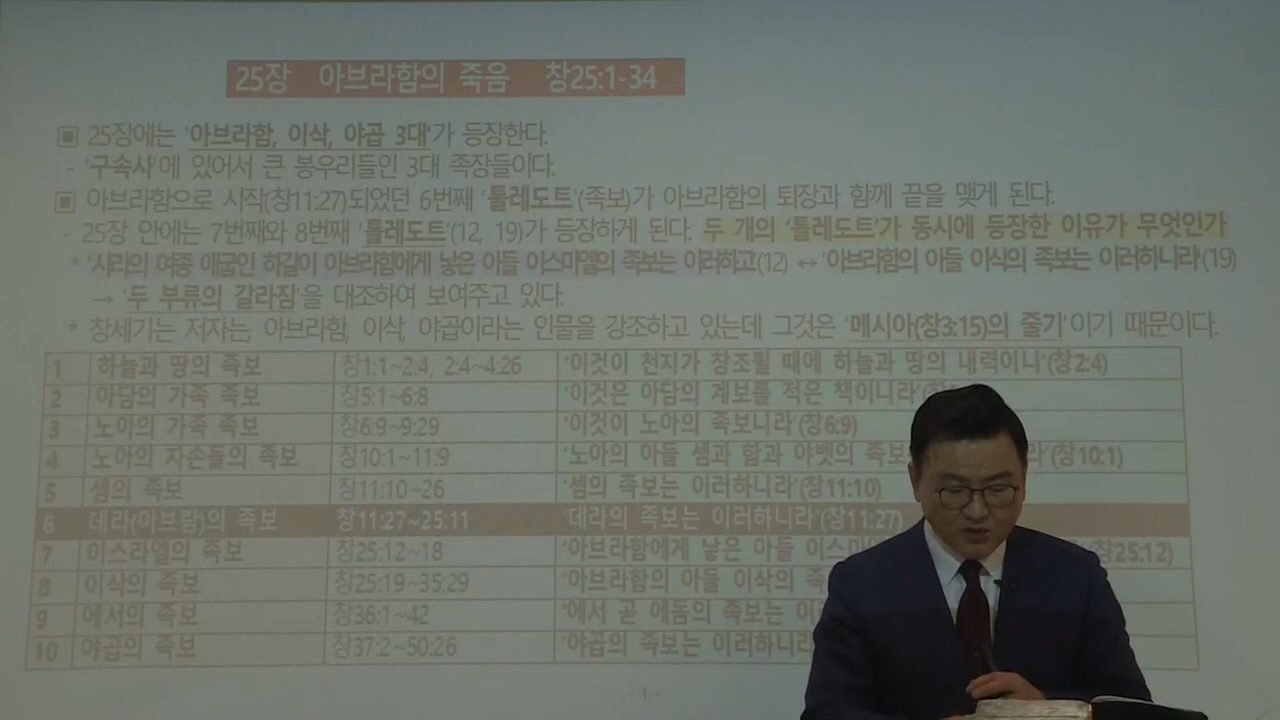 25장 아브라함의 죽음 창25:1-34
▣ 25장에는 '아브라함, 이삭, 야곱 3대'가 등장한다.
- '구속사'에 있어서 큰 봉우리들인 3대 족장들이다.
▣ 아브라함으로 시작(창11:27)되었던 6번째 '톨레도트'(족보)가 아브라함의 퇴장과 함께 끝을 맺게 된다.
- 25장 안에는 7번째와 8번째 '톨레도트'(12, 19)가 등장하게 된다. 두 개의 '톨레도트'가 동시에 등장한 이유가 무엇인가
* '사라의 여종 애굽인 하갈이 아브라함에게 낳은 아들 이스마엘의 족보는 이러하고(12) ↔ '아브라함의 아들 이삭의 족보는 이러하니라'(19)
→ '두 부류의 갈라짐'을 대조하여 보여주고 있다.
* 창세기는 저자는, 아브라함, 이삭, 야곱이라는 인물을 강조하고 있는데 그것은 '메시아(창3:15)의 줄기'이기 때문이다.
1 하늘과 땅의 족보 창1:1~2:4, 2:4~4:26 '이것이 천지가 창조될 때에 하늘과 땅의 내력이니'(창2:4)
2 아담의 가족 족보 창5:1~6:8 '이것은 아담의 계보를 적은 책이니라'
3 노아의 가족 족보 창6:9~9:29 '이것이 노아의 족보니라'(창6:9)
4 노아의 자손들의 족보 창10:1~11:9 '노아의 아들 셈과 함과 야벳의 족보 (창10:1)
5 셈의 족보 창11:10~26 '셈의 족보는 이러하니라'(창11:10)
6 데라(아브람)의 족보 창11:27~25:11 '데라의 족보는 이러하니라'(창11:27)
7 이스라엘의 족보 창25:12~18 '아브라함에게 낳은 아들 이스마 창25:12)
8 이삭의 족보 창25:19~35:29 '아브라함의 아들 이삭의 족
9 에서의 족보 창36:1~42 '에서 곧 에돔의 족보는 이
10 야곱의 족보 창37:2~50:26 '야곱의 족보는 이러하니라
- 1 -